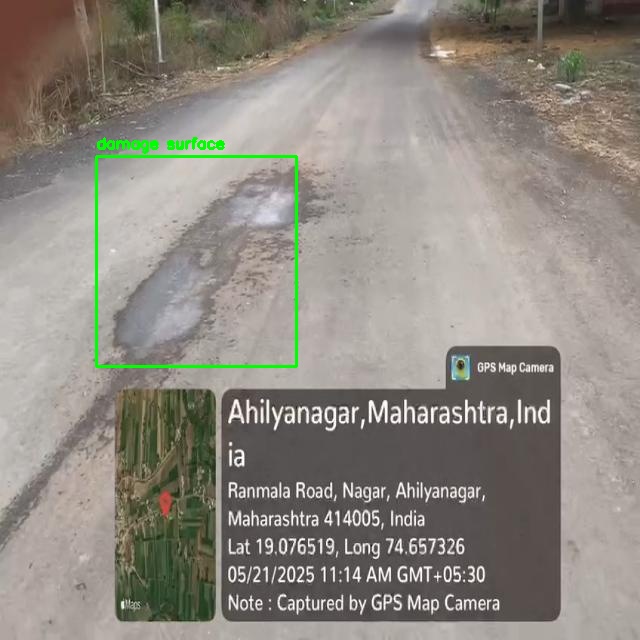 damage surface
GPS Map Camera
Ahilyanagar,Maharashtra,Ind
ia
Ranmala Road, Nagar, Ahilyanagar,
Maharashtra 414005, India
Lat 19.076519, Long 74.657326
05/21/2025 11:14 AM GMT+05:30
Note : Captured by GPS Map Camera
Maps